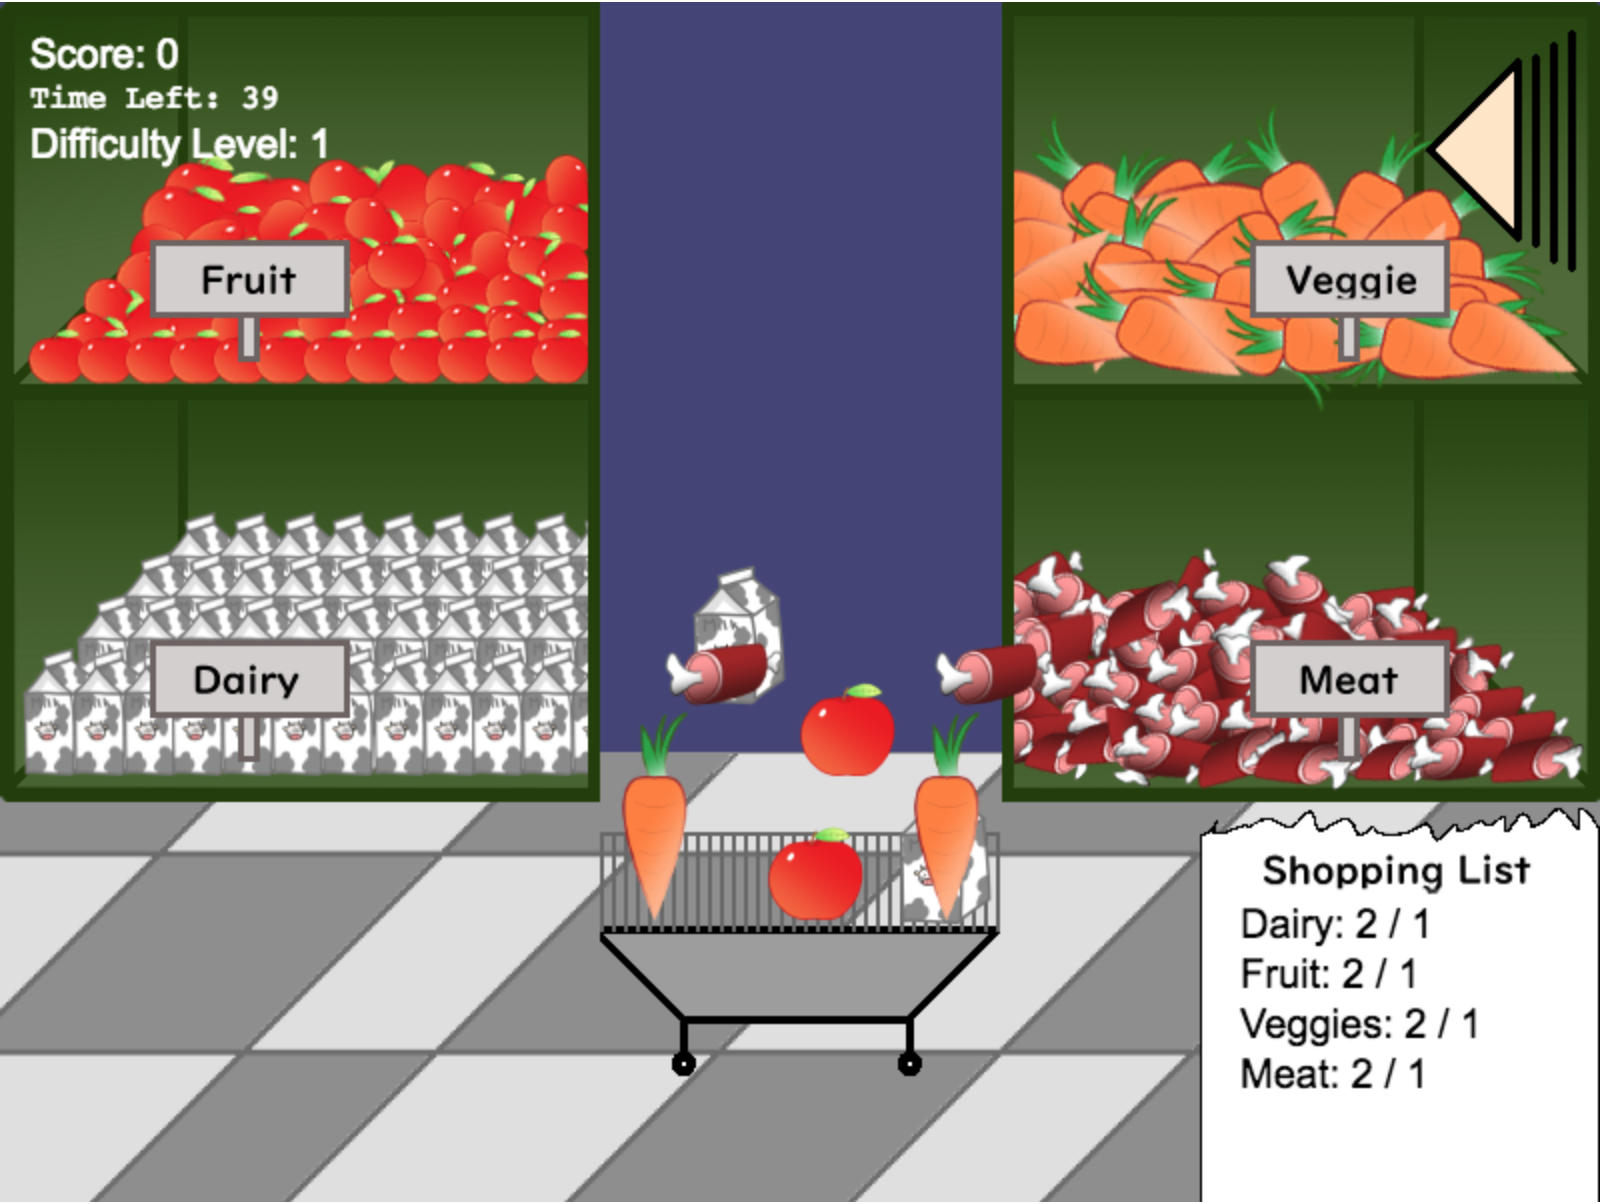 Score: 0
Time Left: 39
Difficulty Level: 1
Fruit
Veggie
Dairy
Meat
Milk
Shopping List
Dairy: 2 / 1
Fruit: 2 / 1
Veggies: 2 / 1
Meat: 2 / 1